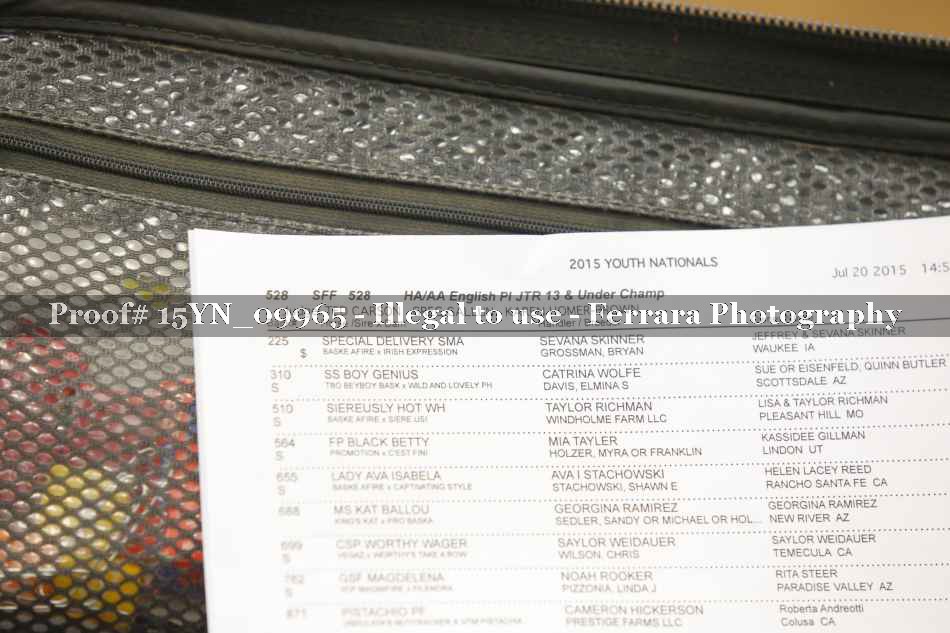 2015 YOUTH NATIONALS
Jul 20 2015 14:5
528 SFF 528 HA/AA English Pl JTR 13 & Under Champ
Proof# 15YN_09965 - Illegal to use - Ferrara Photography
225 SPECIAL DELIVERY SMA SEVANA SKINNER JEFFREY & SEVANA SKINNER
$ BASKE AFIRE x IRISH EXPRESSION GROSSMAN, BRYAN WAUKEE IA
310 SS BOY GENIUS CATRINA WOLFE SUE OR EISENFELD, QUINN BUTLER
S TRO BEYBOY BASK x WILD AND LOVELY PH DAVIS, ELMINA S SCOTTSDALE AZ
510 SIEREUSLY HOT WH TAYLOR RICHMAN LISA & TAYLOR RICHMAN
S BASKE AFIRE x SIERE USI WINDHOLME FARM LLC PLEASANT HILL MO
564 FP BLACK BETTY MIA TAYLER KASSIDEE GILLMAN
S PROMOTION x C'EST FINI HOLZER, MYRA OR FRANKLIN LINDON UT
655 LADY AVA ISABELA AVA I STACHOWSKI HELEN LACEY REED
S BASKE AFIRE x CAPTIVATING STYLE STACHOWSKI, SHAWN E RANCHO SANTA FE CA
688 MS KAT BALLOU GEORGINA RAMIREZ GEORGINA RAMIREZ
KING'S KAT x PRO BASKA SEDLER, SANDY OR MICHAEL OR HOL... NEW RIVER AZ
699 CSP WORTHY WAGER SAYLOR WEIDAUER SAYLOR WEIDAUER
S VEGAZ x WORTHY'S TAKE A BOW WILSON, CHRIS TEMECULA CA
762 GSF MAGDELENA NOAH ROOKER RITA STEER
S PIZZONIA, LINDA J PARADISE VALLEY AZ
871 PISTACHIO PF CAMERON HICKERSON Roberta Andreotti
PRESTIGE FARMS LLC Colusa CA